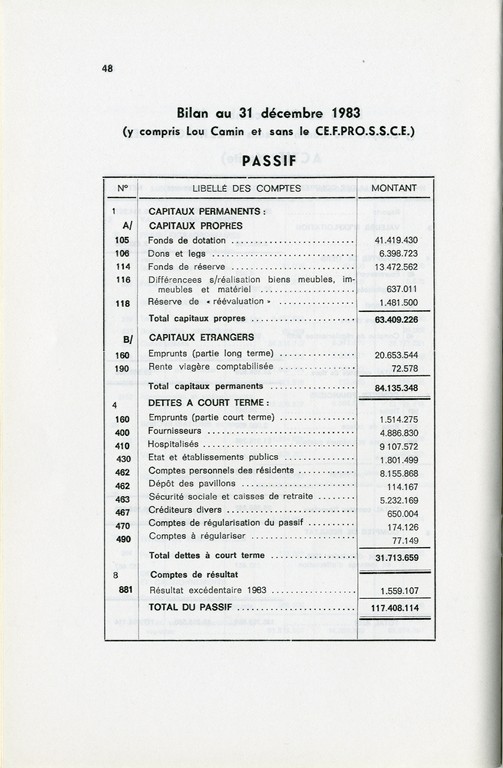 48
Bilan au 31 décembre 1983
(y compris Lou Camin et sans le CE.F.PRO.S.S.C.E.)
PASSIF
N° LIBELLÉ DES COMPTES MONTANT
1 CAPITAUX PERMANENTS :
A/ CAPITAUX PROPRES
105 Fonds de dotation 41.419.430
106 Dons et legs 6.398.723
114 Fonds de réserve 13 472.562
116 Différencees s/réalisation biens meubles, im-
meubles et matériel 637.011
118 Réserve de « réévaluation » 1.481.500
Total capitaux propres 63.409.226
B/ CAPITAUX ETRANGERS
160 Emprunts (partie long terme) 20.653.544
190 Rente viagère comptabilisée 72.578
Total capitaux permanents 84.135.348
4 DETTES A COURT TERME :
160 Emprunts (partie court terme) 1.514.275
400 Fournisseurs 4.886.830
410 Hospitalisés 9 107.572
430 Etat et établissements publics 1.801.499
462 Comptes personnels des résidents 8.155.868
462 Dépôt des pavillons 114.167
463 Sécurité sociale et caisses de retraite 5.232.169
467 Créditeurs divers 650.004
470 Comptes de régularisation du passif 174.126
490 Comptes à régulariser 77.149
Total dettes à court terme 31.713.659
8 Comptes de résultat
881 Résultat excédentaire 1983 1.559.107
TOTAL DU PASSIF 117.408.114